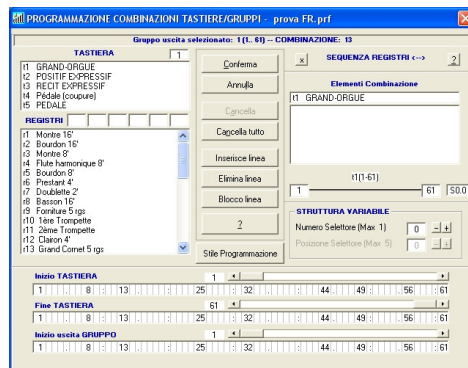 PROGRAMMAZIONE COMBINAZIONI TASTIERE/GRUPPI - prova FR.prf
Gruppo uscita selezionato: 1 (1.. 61) -- COMBINAZIONE: 13
TASTIERA 1
t1 GRAND-ORGUE
t2 POSITIF EXPRESSIF
t3 RECIT EXPRESSIF
t4 Pédale (coupure)
t5 PEDALE
REGISTRI
r1 Montre 16'
r2 Bourdon 16'
r3 Montre 8'
r4 Flute harmonique 8'
r5 Bourdon 8'
r6 Prestant 4'
r7 Doublette 2'
r8 Basson 16'
r9 Forniture 5 rgs
r10 1ère Trompette
r11 2ème Trompette
r12 Clairon 4'
r13 Grand Cornet 5 rgs
Conferma
Annulla
Cancella
Cancella tutto
Inserisce linea
Elimina linea
Blocco linea
?
Stile Programmazione
x SEQUENZA REGISTRI <--> ?
Elementi Combinazione
t1 GRAND-ORGUE
t1(1-61)
1 61 S0.0
STRUTTURA VARIABILE
Numero Selettore (Max 1) 0 - +
Posizione Selettore (Max 5) 0 - +
Inizio TASTIERA 1
1 . 8 : 13 . : 25 : 32 . : 44 . 49 : . 56 : 61
Fine TASTIERA 61
1 . 8 : 13 . : 25 : 32 . : 44 . 49 : . 56 : 61
Inizio uscita GRUPPO 1
1 . 8 : 13 . : 25 : 32 . : 44 . 49 : . 56 : 61